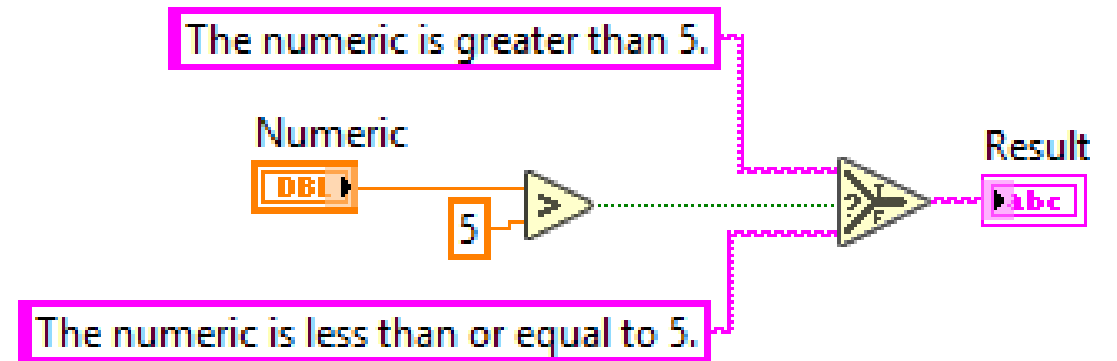 The numeric is greater than 5.
Numeric
Result
DBL
>
?
T
F
abc
5
The numeric is less than or equal to 5.